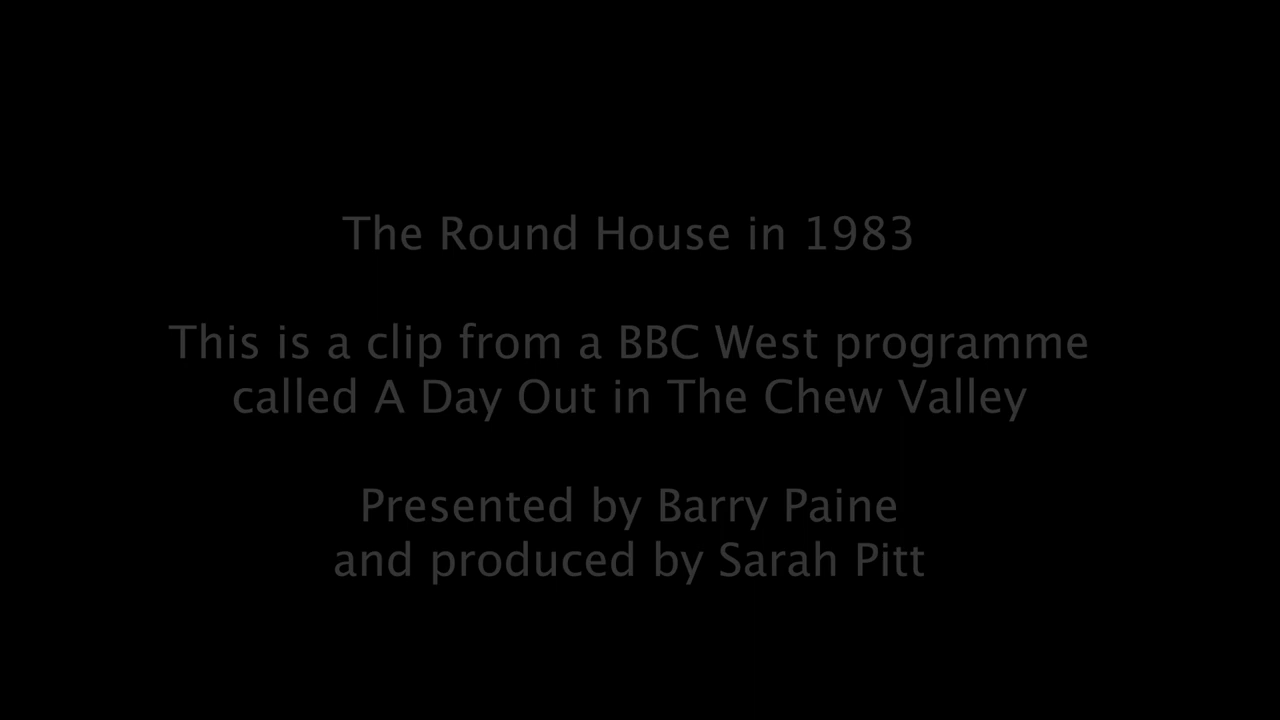 The Round House in 1983
This is a clip from a BBC West programme
called A Day Out in The Chew Valley
Presented by Barry Paine
and produced by Sarah Pitt